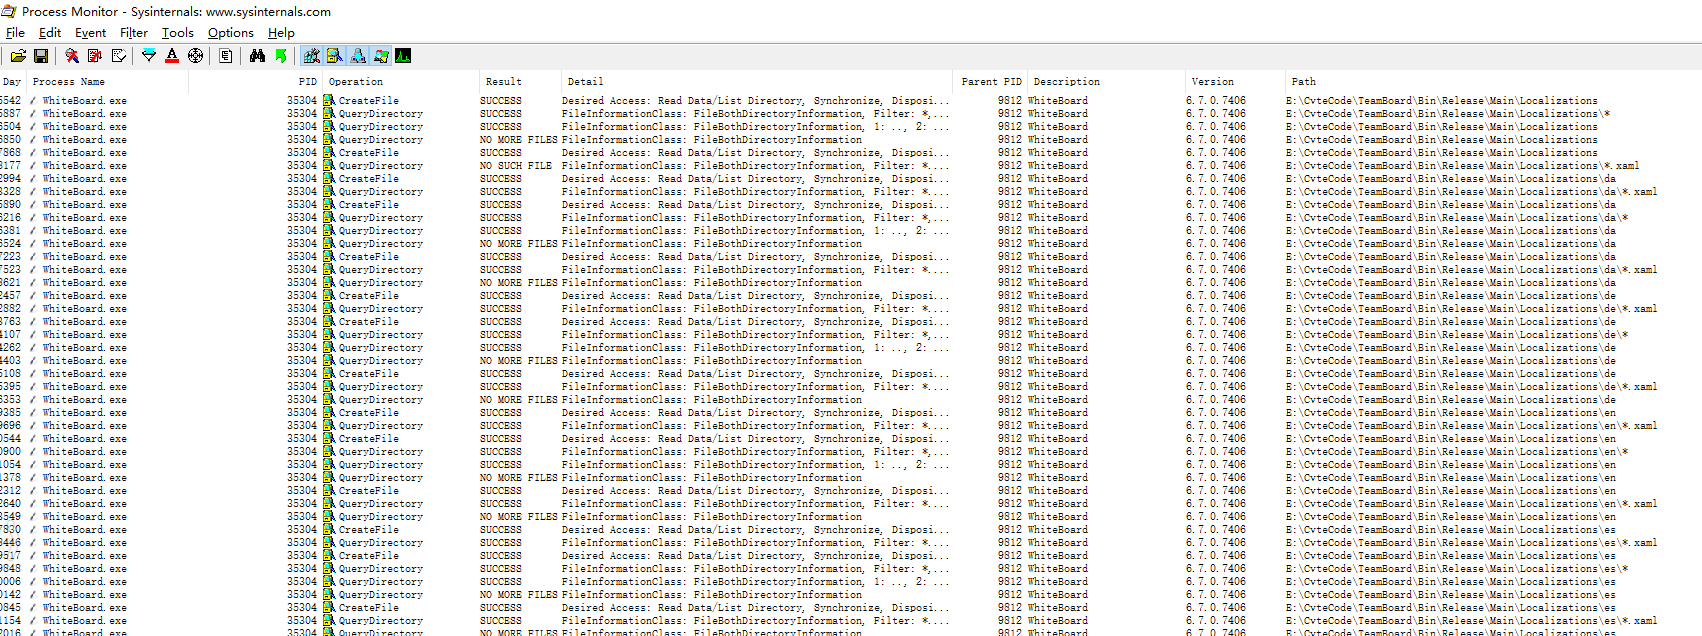 Process Monitor - Sysinternals: www.sysinternals.com
File Edit Event Filter Tools Options Help
Day Process Name PID Operation Result Detail Parent PID Description Version Path
5542 / WhiteBoard.exe 35304 CreateFile SUCCESS Desired Access: Read Data/List Directory, Synchronize, Disposi... 9812 WhiteBoard 6.7.0.7406 E:\CvteCode\TeamBoard\Bin\Release\Main\Localizations
5887 / WhiteBoard.exe 35304 QueryDirectory SUCCESS FileInformationClass: FileBothDirectoryInformation, Filter: *,... 9812 WhiteBoard 6.7.0.7406 E:\CvteCode\TeamBoard\Bin\Release\Main\Localizations\*
6504 / WhiteBoard.exe 35304 QueryDirectory SUCCESS FileInformationClass: FileBothDirectoryInformation, 1: .., 2: ... 9812 WhiteBoard 6.7.0.7406 E:\CvteCode\TeamBoard\Bin\Release\Main\Localizations
6850 / WhiteBoard.exe 35304 QueryDirectory NO MORE FILES FileInformationClass: FileBothDirectoryInformation 9812 WhiteBoard 6.7.0.7406 E:\CvteCode\TeamBoard\Bin\Release\Main\Localizations
7868 / WhiteBoard.exe 35304 CreateFile SUCCESS Desired Access: Read Data/List Directory, Synchronize, Disposi... 9812 WhiteBoard 6.7.0.7406 E:\CvteCode\TeamBoard\Bin\Release\Main\Localizations
8177 / WhiteBoard.exe 35304 QueryDirectory NO SUCH FILE FileInformationClass: FileBothDirectoryInformation, Filter: *.... 9812 WhiteBoard 6.7.0.7406 E:\CvteCode\TeamBoard\Bin\Release\Main\Localizations\*.xaml
2994 / WhiteBoard.exe 35304 CreateFile SUCCESS Desired Access: Read Data/List Directory, Synchronize, Disposi... 9812 WhiteBoard 6.7.0.7406 E:\CvteCode\TeamBoard\Bin\Release\Main\Localizations\da
3328 / WhiteBoard.exe 35304 QueryDirectory SUCCESS FileInformationClass: FileBothDirectoryInformation, Filter: *.... 9812 WhiteBoard 6.7.0.7406 E:\CvteCode\TeamBoard\Bin\Release\Main\Localizations\da\*.xaml
5890 / WhiteBoard.exe 35304 CreateFile SUCCESS Desired Access: Read Data/List Directory, Synchronize, Disposi... 9812 WhiteBoard 6.7.0.7406 E:\CvteCode\TeamBoard\Bin\Release\Main\Localizations\da
6216 / WhiteBoard.exe 35304 QueryDirectory SUCCESS FileInformationClass: FileBothDirectoryInformation, Filter: *,... 9812 WhiteBoard 6.7.0.7406 E:\CvteCode\TeamBoard\Bin\Release\Main\Localizations\da\*
6381 / WhiteBoard.exe 35304 QueryDirectory SUCCESS FileInformationClass: FileBothDirectoryInformation, 1: .., 2: ... 9812 WhiteBoard 6.7.0.7406 E:\CvteCode\TeamBoard\Bin\Release\Main\Localizations\da
6524 / WhiteBoard.exe 35304 QueryDirectory NO MORE FILES FileInformationClass: FileBothDirectoryInformation 9812 WhiteBoard 6.7.0.7406 E:\CvteCode\TeamBoard\Bin\Release\Main\Localizations\da
7223 / WhiteBoard.exe 35304 CreateFile SUCCESS Desired Access: Read Data/List Directory, Synchronize, Disposi... 9812 WhiteBoard 6.7.0.7406 E:\CvteCode\TeamBoard\Bin\Release\Main\Localizations\da
7523 / WhiteBoard.exe 35304 QueryDirectory SUCCESS FileInformationClass: FileBothDirectoryInformation, Filter: *.... 9812 WhiteBoard 6.7.0.7406 E:\CvteCode\TeamBoard\Bin\Release\Main\Localizations\da\*.xaml
8621 / WhiteBoard.exe 35304 QueryDirectory NO MORE FILES FileInformationClass: FileBothDirectoryInformation 9812 WhiteBoard 6.7.0.7406 E:\CvteCode\TeamBoard\Bin\Release\Main\Localizations\da
2457 / WhiteBoard.exe 35304 CreateFile SUCCESS Desired Access: Read Data/List Directory, Synchronize, Disposi... 9812 WhiteBoard 6.7.0.7406 E:\CvteCode\TeamBoard\Bin\Release\Main\Localizations\de
2882 / WhiteBoard.exe 35304 QueryDirectory SUCCESS FileInformationClass: FileBothDirectoryInformation, Filter: *.... 9812 WhiteBoard 6.7.0.7406 E:\CvteCode\TeamBoard\Bin\Release\Main\Localizations\de\*.xaml
3763 / WhiteBoard.exe 35304 CreateFile SUCCESS Desired Access: Read Data/List Directory, Synchronize, Disposi... 9812 WhiteBoard 6.7.0.7406 E:\CvteCode\TeamBoard\Bin\Release\Main\Localizations\de
4107 / WhiteBoard.exe 35304 QueryDirectory SUCCESS FileInformationClass: FileBothDirectoryInformation, Filter: *,... 9812 WhiteBoard 6.7.0.7406 E:\CvteCode\TeamBoard\Bin\Release\Main\Localizations\de\*
4262 / WhiteBoard.exe 35304 QueryDirectory SUCCESS FileInformationClass: FileBothDirectoryInformation, 1: .., 2: ... 9812 WhiteBoard 6.7.0.7406 E:\CvteCode\TeamBoard\Bin\Release\Main\Localizations\de
4403 / WhiteBoard.exe 35304 QueryDirectory NO MORE FILES FileInformationClass: FileBothDirectoryInformation 9812 WhiteBoard 6.7.0.7406 E:\CvteCode\TeamBoard\Bin\Release\Main\Localizations\de
5108 / WhiteBoard.exe 35304 CreateFile SUCCESS Desired Access: Read Data/List Directory, Synchronize, Disposi... 9812 WhiteBoard 6.7.0.7406 E:\CvteCode\TeamBoard\Bin\Release\Main\Localizations\de
5395 / WhiteBoard.exe 35304 QueryDirectory SUCCESS FileInformationClass: FileBothDirectoryInformation, Filter: *.... 9812 WhiteBoard 6.7.0.7406 E:\CvteCode\TeamBoard\Bin\Release\Main\Localizations\de\*.xaml
6353 / WhiteBoard.exe 35304 QueryDirectory NO MORE FILES FileInformationClass: FileBothDirectoryInformation 9812 WhiteBoard 6.7.0.7406 E:\CvteCode\TeamBoard\Bin\Release\Main\Localizations\de
9385 / WhiteBoard.exe 35304 CreateFile SUCCESS Desired Access: Read Data/List Directory, Synchronize, Disposi... 9812 WhiteBoard 6.7.0.7406 E:\CvteCode\TeamBoard\Bin\Release\Main\Localizations\en
9696 / WhiteBoard.exe 35304 QueryDirectory SUCCESS FileInformationClass: FileBothDirectoryInformation, Filter: *.... 9812 WhiteBoard 6.7.0.7406 E:\CvteCode\TeamBoard\Bin\Release\Main\Localizations\en\*.xaml
0544 / WhiteBoard.exe 35304 CreateFile SUCCESS Desired Access: Read Data/List Directory, Synchronize, Disposi... 9812 WhiteBoard 6.7.0.7406 E:\CvteCode\TeamBoard\Bin\Release\Main\Localizations\en
0900 / WhiteBoard.exe 35304 QueryDirectory SUCCESS FileInformationClass: FileBothDirectoryInformation, Filter: *,... 9812 WhiteBoard 6.7.0.7406 E:\CvteCode\TeamBoard\Bin\Release\Main\Localizations\en\*
1054 / WhiteBoard.exe 35304 QueryDirectory SUCCESS FileInformationClass: FileBothDirectoryInformation, 1: .., 2: ... 9812 WhiteBoard 6.7.0.7406 E:\CvteCode\TeamBoard\Bin\Release\Main\Localizations\en
1378 / WhiteBoard.exe 35304 QueryDirectory NO MORE FILES FileInformationClass: FileBothDirectoryInformation 9812 WhiteBoard 6.7.0.7406 E:\CvteCode\TeamBoard\Bin\Release\Main\Localizations\en
2312 / WhiteBoard.exe 35304 CreateFile SUCCESS Desired Access: Read Data/List Directory, Synchronize, Disposi... 9812 WhiteBoard 6.7.0.7406 E:\CvteCode\TeamBoard\Bin\Release\Main\Localizations\en
2640 / WhiteBoard.exe 35304 QueryDirectory SUCCESS FileInformationClass: FileBothDirectoryInformation, Filter: *.... 9812 WhiteBoard 6.7.0.7406 E:\CvteCode\TeamBoard\Bin\Release\Main\Localizations\en\*.xaml
3549 / WhiteBoard.exe 35304 QueryDirectory NO MORE FILES FileInformationClass: FileBothDirectoryInformation 9812 WhiteBoard 6.7.0.7406 E:\CvteCode\TeamBoard\Bin\Release\Main\Localizations\en
7830 / WhiteBoard.exe 35304 CreateFile SUCCESS Desired Access: Read Data/List Directory, Synchronize, Disposi... 9812 WhiteBoard 6.7.0.7406 E:\CvteCode\TeamBoard\Bin\Release\Main\Localizations\es
8446 / WhiteBoard.exe 35304 QueryDirectory SUCCESS FileInformationClass: FileBothDirectoryInformation, Filter: *.... 9812 WhiteBoard 6.7.0.7406 E:\CvteCode\TeamBoard\Bin\Release\Main\Localizations\es\*.xaml
9517 / WhiteBoard.exe 35304 CreateFile SUCCESS Desired Access: Read Data/List Directory, Synchronize, Disposi... 9812 WhiteBoard 6.7.0.7406 E:\CvteCode\TeamBoard\Bin\Release\Main\Localizations\es
9848 / WhiteBoard.exe 35304 QueryDirectory SUCCESS FileInformationClass: FileBothDirectoryInformation, Filter: *,... 9812 WhiteBoard 6.7.0.7406 E:\CvteCode\TeamBoard\Bin\Release\Main\Localizations\es\*
0006 / WhiteBoard.exe 35304 QueryDirectory SUCCESS FileInformationClass: FileBothDirectoryInformation, 1: .., 2: ... 9812 WhiteBoard 6.7.0.7406 E:\CvteCode\TeamBoard\Bin\Release\Main\Localizations\es
0142 / WhiteBoard.exe 35304 QueryDirectory NO MORE FILES FileInformationClass: FileBothDirectoryInformation 9812 WhiteBoard 6.7.0.7406 E:\CvteCode\TeamBoard\Bin\Release\Main\Localizations\es
0845 / WhiteBoard.exe 35304 CreateFile SUCCESS Desired Access: Read Data/List Directory, Synchronize, Disposi... 9812 WhiteBoard 6.7.0.7406 E:\CvteCode\TeamBoard\Bin\Release\Main\Localizations\es
1154 / WhiteBoard.exe 35304 QueryDirectory SUCCESS FileInformationClass: FileBothDirectoryInformation, Filter: *.... 9812 WhiteBoard 6.7.0.7406 E:\CvteCode\TeamBoard\Bin\Release\Main\Localizations\es\*.xaml
2016 / WhiteBoard.exe 35304 QueryDirectory NO MORE FILES FileInformationClass: FileBothDirectoryInformation 9812 WhiteBoard 6.7.0.7406 E:\CvteCode\TeamBoard\Bin\Release\Main\Localizations\es